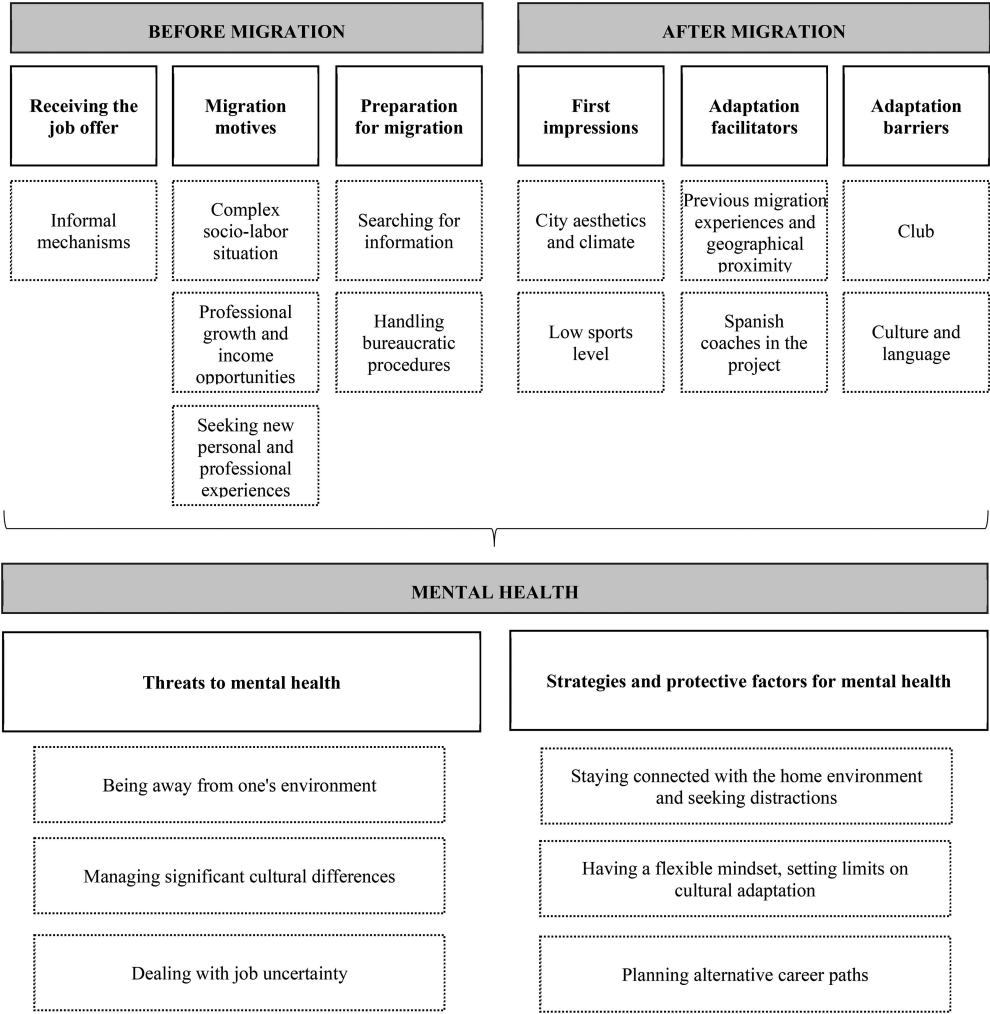 BEFORE MIGRATION
AFTER MIGRATION
Receiving the
job offer
Migration
motives
Preparation
for migration
First
impressions
Adaptation
facilitators
Adaptation
barriers
Informal
mechanisms
Complex
socio-labor
situation
Searching for
information
City aesthetics
and climate
Previous migration
experiences and
geographical
proximity
Club
Professional
growth and
income
opportunities
Handling
bureaucratic
procedures
Low sports
level
Spanish
coaches in the
project
Culture and
language
Seeking new
personal and
professional
experiences
MENTAL HEALTH
Threats to mental health
Strategies and protective factors for mental health
Being away from one's environment
Staying connected with the home environment
and seeking distractions
Managing significant cultural differences
Having a flexible mindset, setting limits on
cultural adaptation
Dealing with job uncertainty
Planning alternative career paths